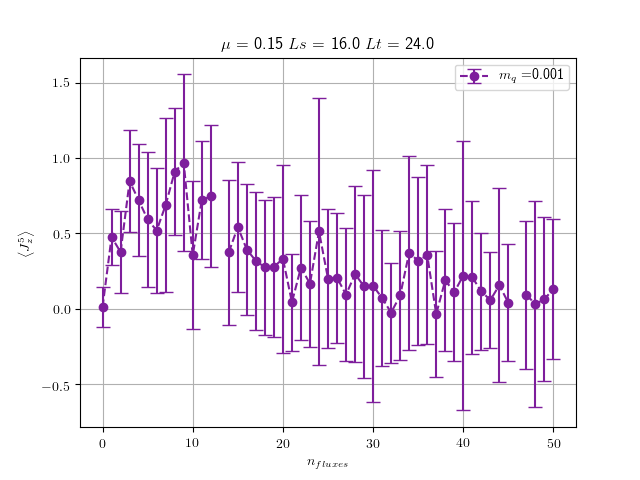 μ = 0.15 Ls = 16.0 Lt = 24.0
m_q =0.001
1.5
1.0
0.5
0.0
−0.5
⟨J_z^5⟩
0 10 20 30 40 50
n_fluxes